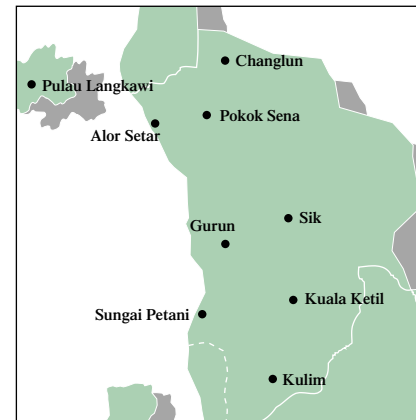 Changlun
Pulau Langkawi
Pokok Sena
Alor Setar
Sik
Gurun
Kuala Ketil
Sungai Petani
Kulim